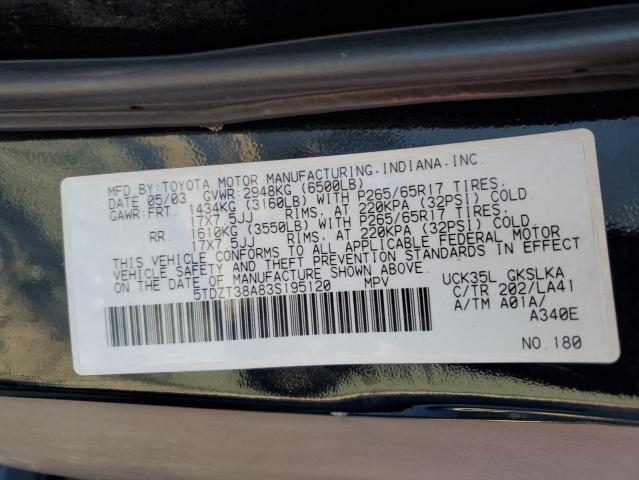 MFD BY:TOYOTA MOTOR MANUFACTURING,INDIANA,INC.
DATE 05/03 GVWR:2948KG (6500LB)
GAWR:FRT. 1434KG (3160LB) WITH P265/65R17 TIRES,
17X7.5JJ RIMS, AT 220KPA (32PSI) COLD.
RR. 1610KG (3550LB) WITH P265/65R17 TIRES,
17X7.5JJ RIMS, AT 220KPA (32PSI) COLD.
THIS VEHICLE CONFORMS TO ALL APPLICABLE FEDERAL MOTOR
VEHICLE SAFETY AND THEFT PREVENTION STANDARDS IN EFFECT
ON THE DATE OF MANUFACTURE SHOWN ABOVE.
5TDZT38A83S195120 MPV
UCK35L GKSLKA
C/TR 202/LA41
A/TM A01A/
A340E
NO.180